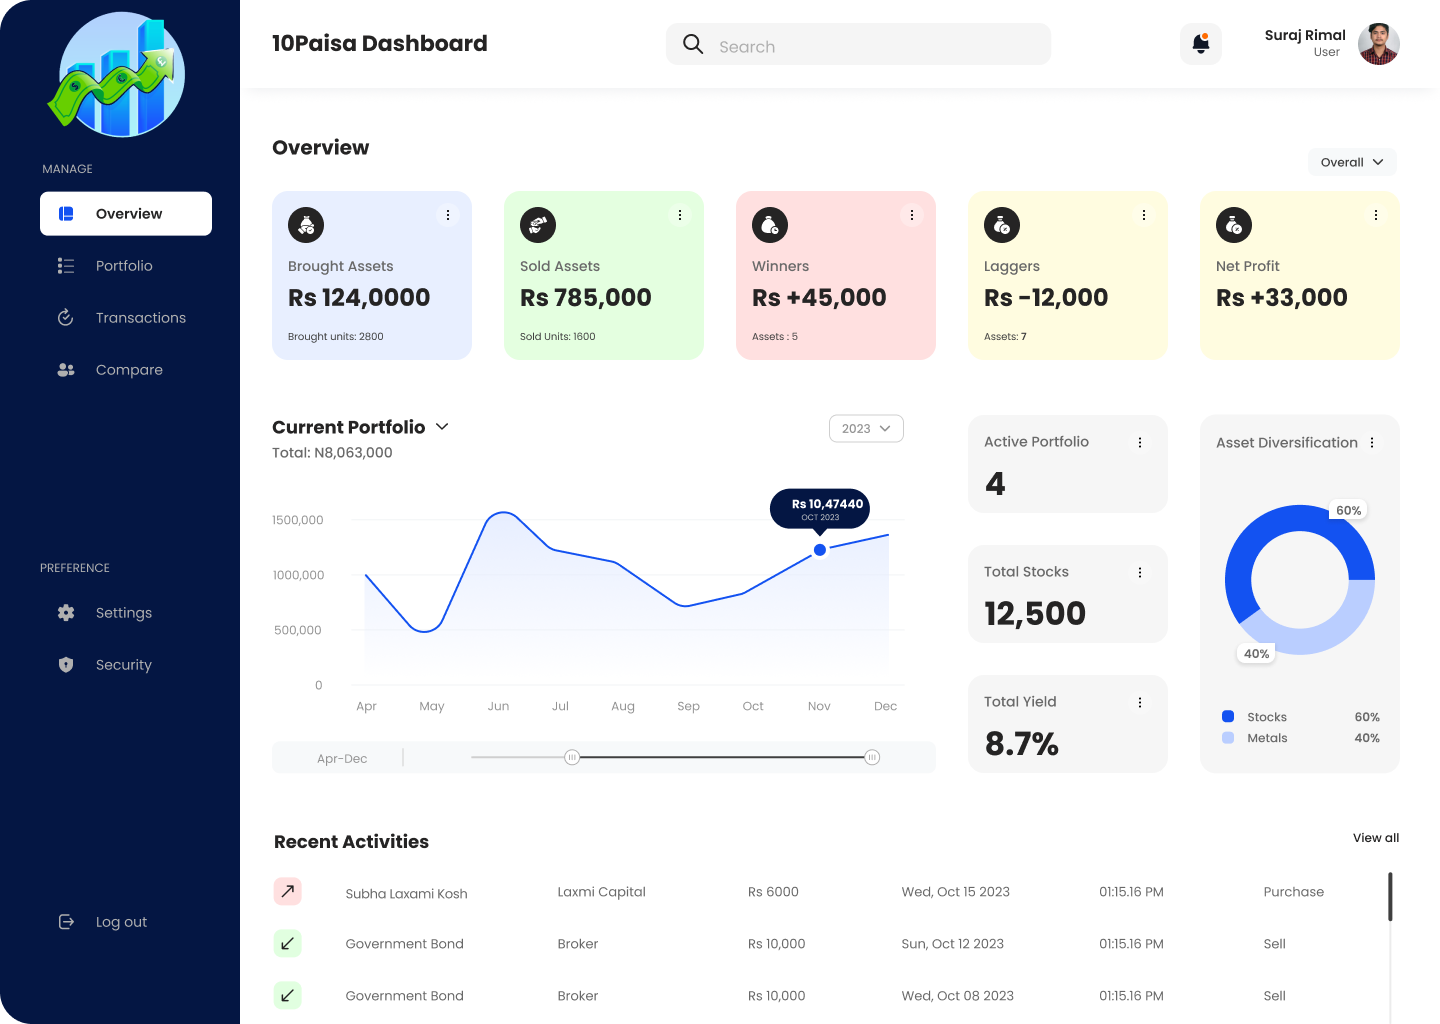 10Paisa Dashboard
Search
Suraj Rimal
User
MANAGE
Overview
Portfolio
Transactions
Compare
PREFERENCE
Settings
Security
Log out
Overview
Overall
Brought Assets
Rs 124,0000
Brought units: 2800
Sold Assets
Rs 785,000
Sold Units: 1600
Winners
Rs +45,000
Assets : 5
Laggers
Rs -12,000
Assets: 7
Net Profit
Rs +33,000
Current Portfolio
Total: N8,063,000
2023
Rs 10,47440
OCT 2023
1500,000
1000,000
500,000
0
Apr May Jun Jul Aug Sep Oct Nov Dec
Apr-Dec
Active Portfolio
4
Total Stocks
12,500
Total Yield
8.7%
Asset Diversification
60%
40%
Stocks 60%
Metals 40%
Recent Activities
View all
Subha Laxami Kosh Laxmi Capital Rs 6000 Wed, Oct 15 2023 01:15.16 PM Purchase
Government Bond Broker Rs 10,000 Sun, Oct 12 2023 01:15.16 PM Sell
Government Bond Broker Rs 10,000 Wed, Oct 08 2023 01:15.16 PM Sell